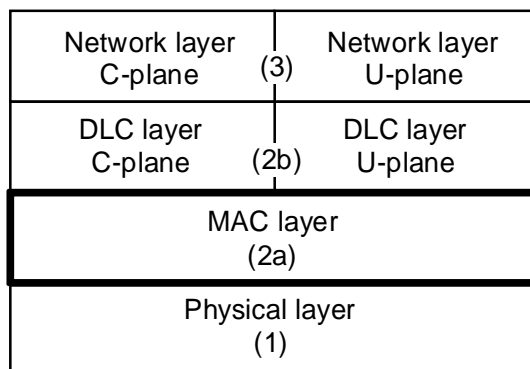 Network layer
C-plane
(3)
Network layer
U-plane
DLC layer
C-plane
(2b)
DLC layer
U-plane
MAC layer
(2a)
Physical layer
(1)